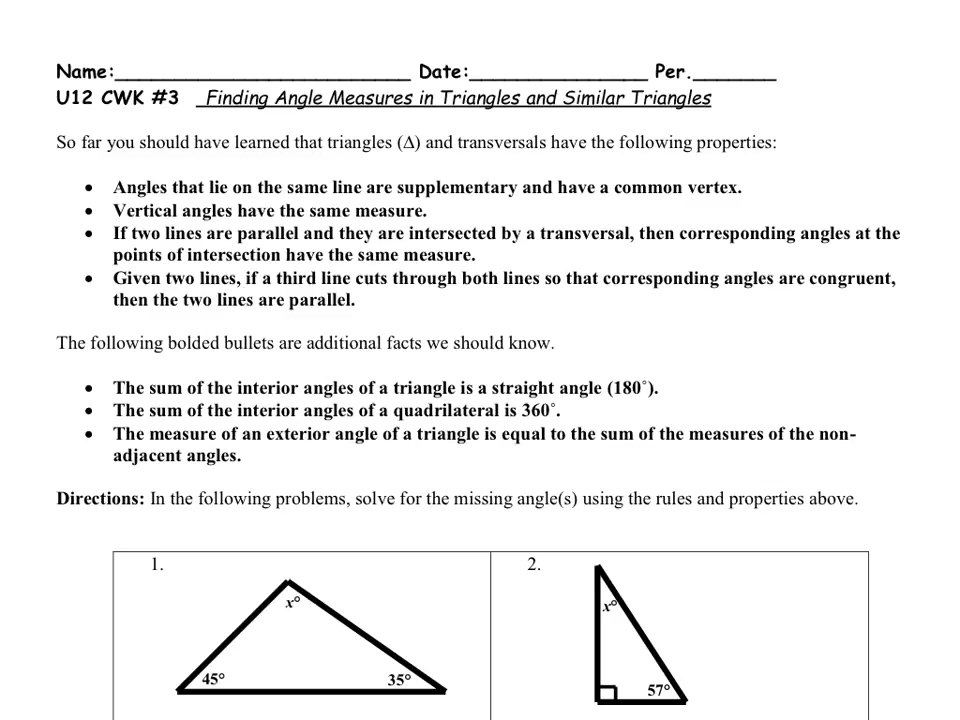 Name:___________________________ Date:________________ Per.________
U12 CWK #3 Finding Angle Measures in Triangles and Similar Triangles
So far you should have learned that triangles (Δ) and transversals have the following properties:
• Angles that lie on the same line are supplementary and have a common vertex.
• Vertical angles have the same measure.
• If two lines are parallel and they are intersected by a transversal, then corresponding angles at the
points of intersection have the same measure.
• Given two lines, if a third line cuts through both lines so that corresponding angles are congruent,
then the two lines are parallel.
The following bolded bullets are additional facts we should know.
• The sum of the interior angles of a triangle is a straight angle (180˚).
• The sum of the interior angles of a quadrilateral is 360˚.
• The measure of an exterior angle of a triangle is equal to the sum of the measures of the non-
adjacent angles.
Directions: In the following problems, solve for the missing angle(s) using the rules and properties above.
1.
x°
45°
35°
2.
x°
57°